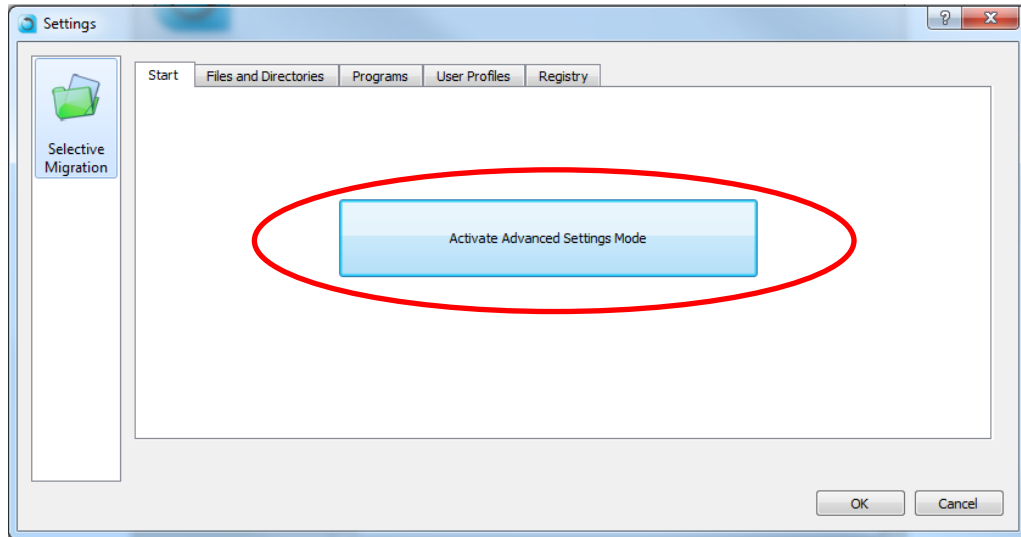 Settings
?
X
Start Files and Directories Programs User Profiles Registry
Selective
Migration
Activate Advanced Settings Mode
OK Cancel